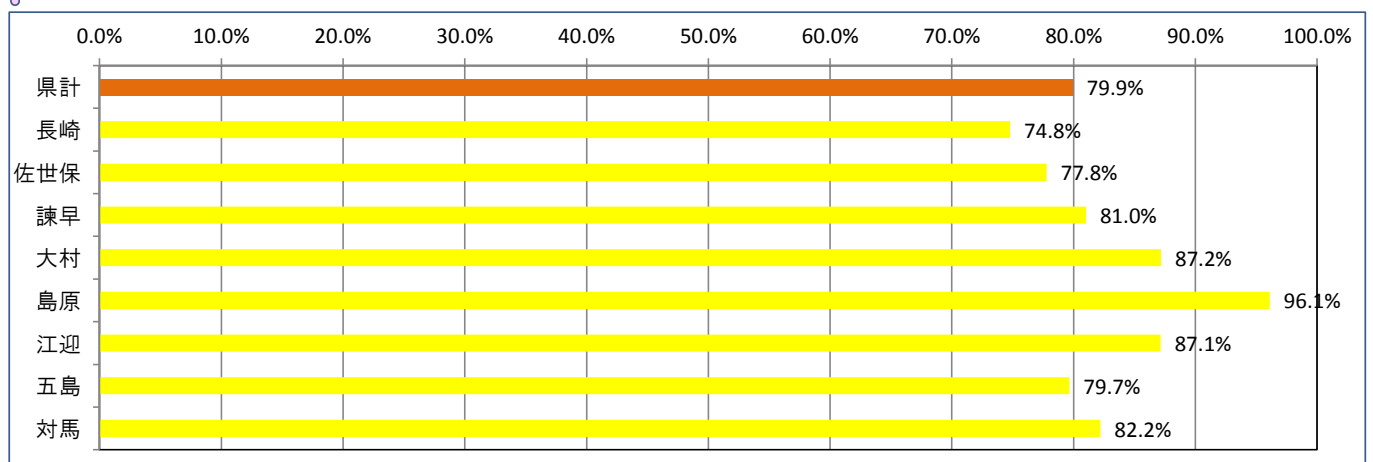 0.0% 10.0% 20.0% 30.0% 40.0% 50.0% 60.0% 70.0% 80.0% 90.0% 100.0%
県計 79.9%
長崎 74.8%
佐世保 77.8%
諫早 81.0%
大村 87.2%
島原 96.1%
江迎 87.1%
五島 79.7%
対馬 82.2%